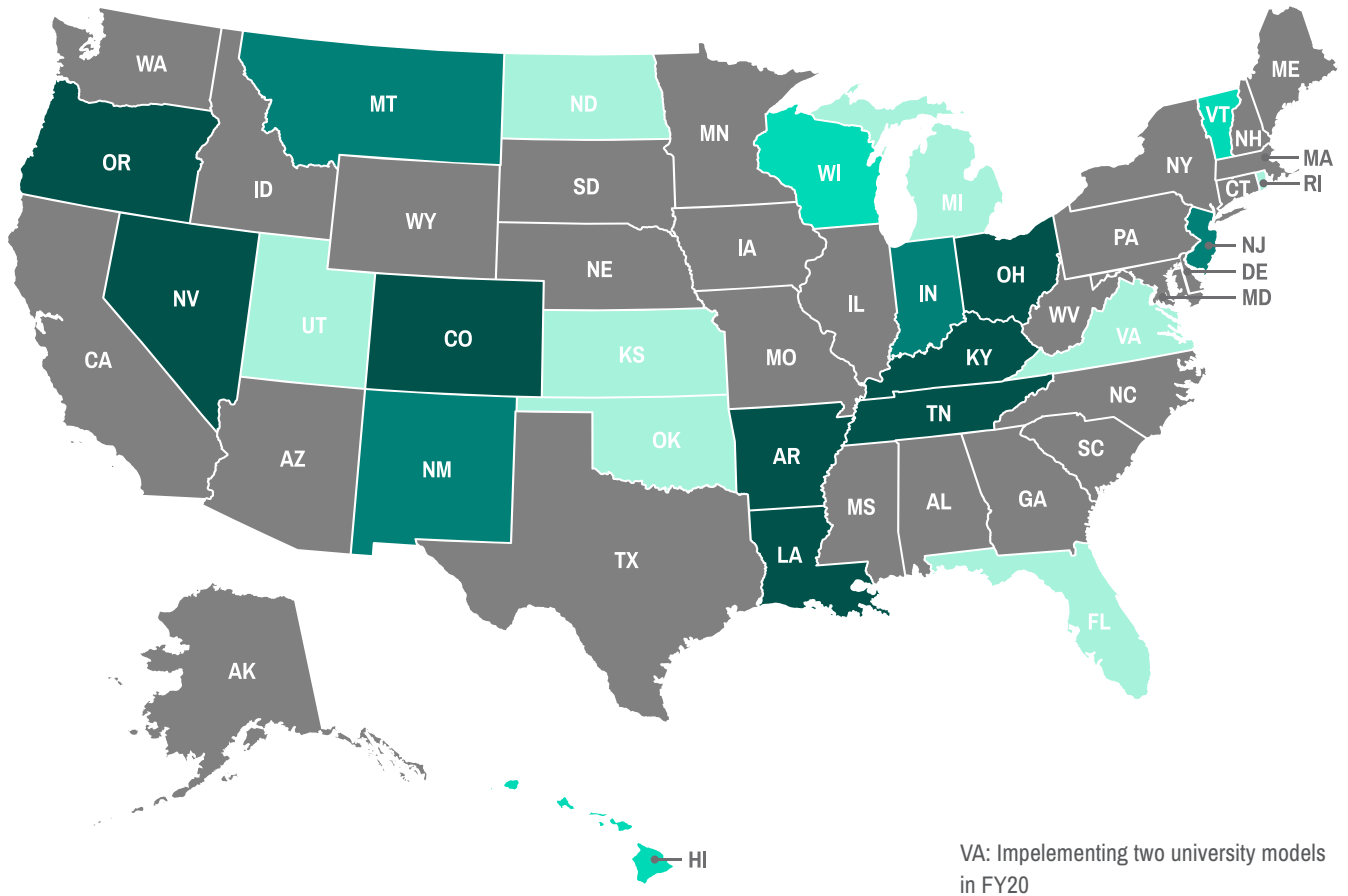 WA
MT
ND
MN
ME
VT
NH
OR
ID
SD
WI
NY
MA
MI
CT
RI
WY
PA
NJ
IA
NE
OH
DE
NV
IN
MD
UT
IL
WV
CO
VA
KS
MO
KY
CA
NC
TN
OK
AZ
NM
AR
SC
MS
AL
GA
LA
TX
FL
AK
HI
VA: Impelementing two university models
in FY20